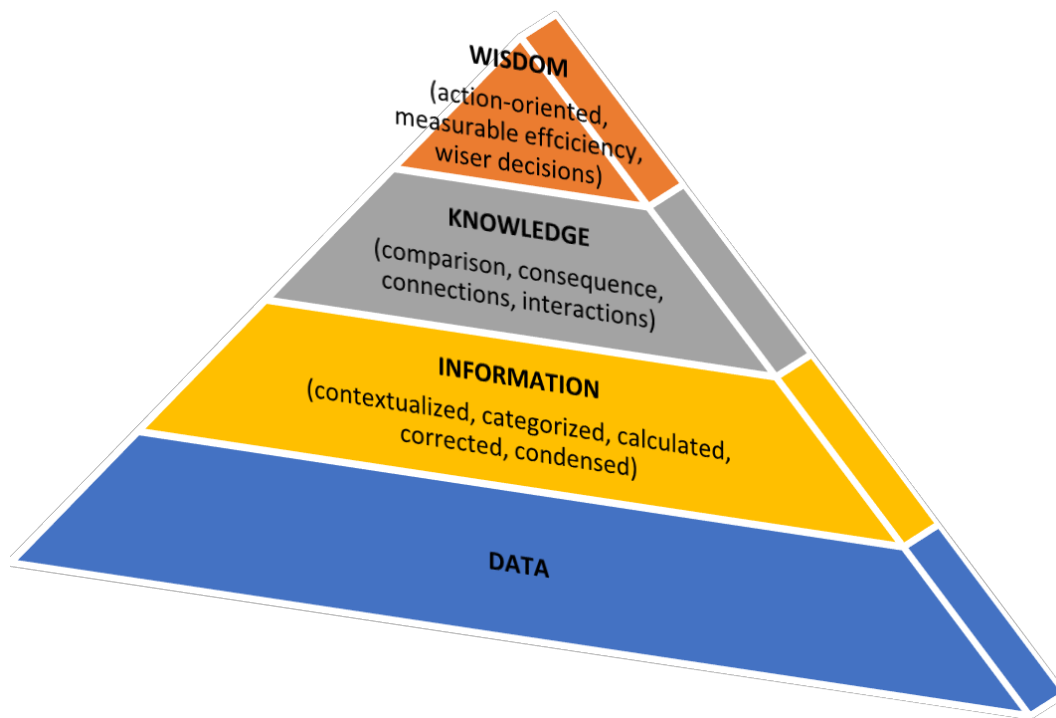 WISDOM
(action-oriented,
measurable effciciency,
wiser decisions)
KNOWLEDGE
(comparison, consequence,
connections, interactions)
INFORMATION
(contextualized, categorized, calculated,
corrected, condensed)
DATA